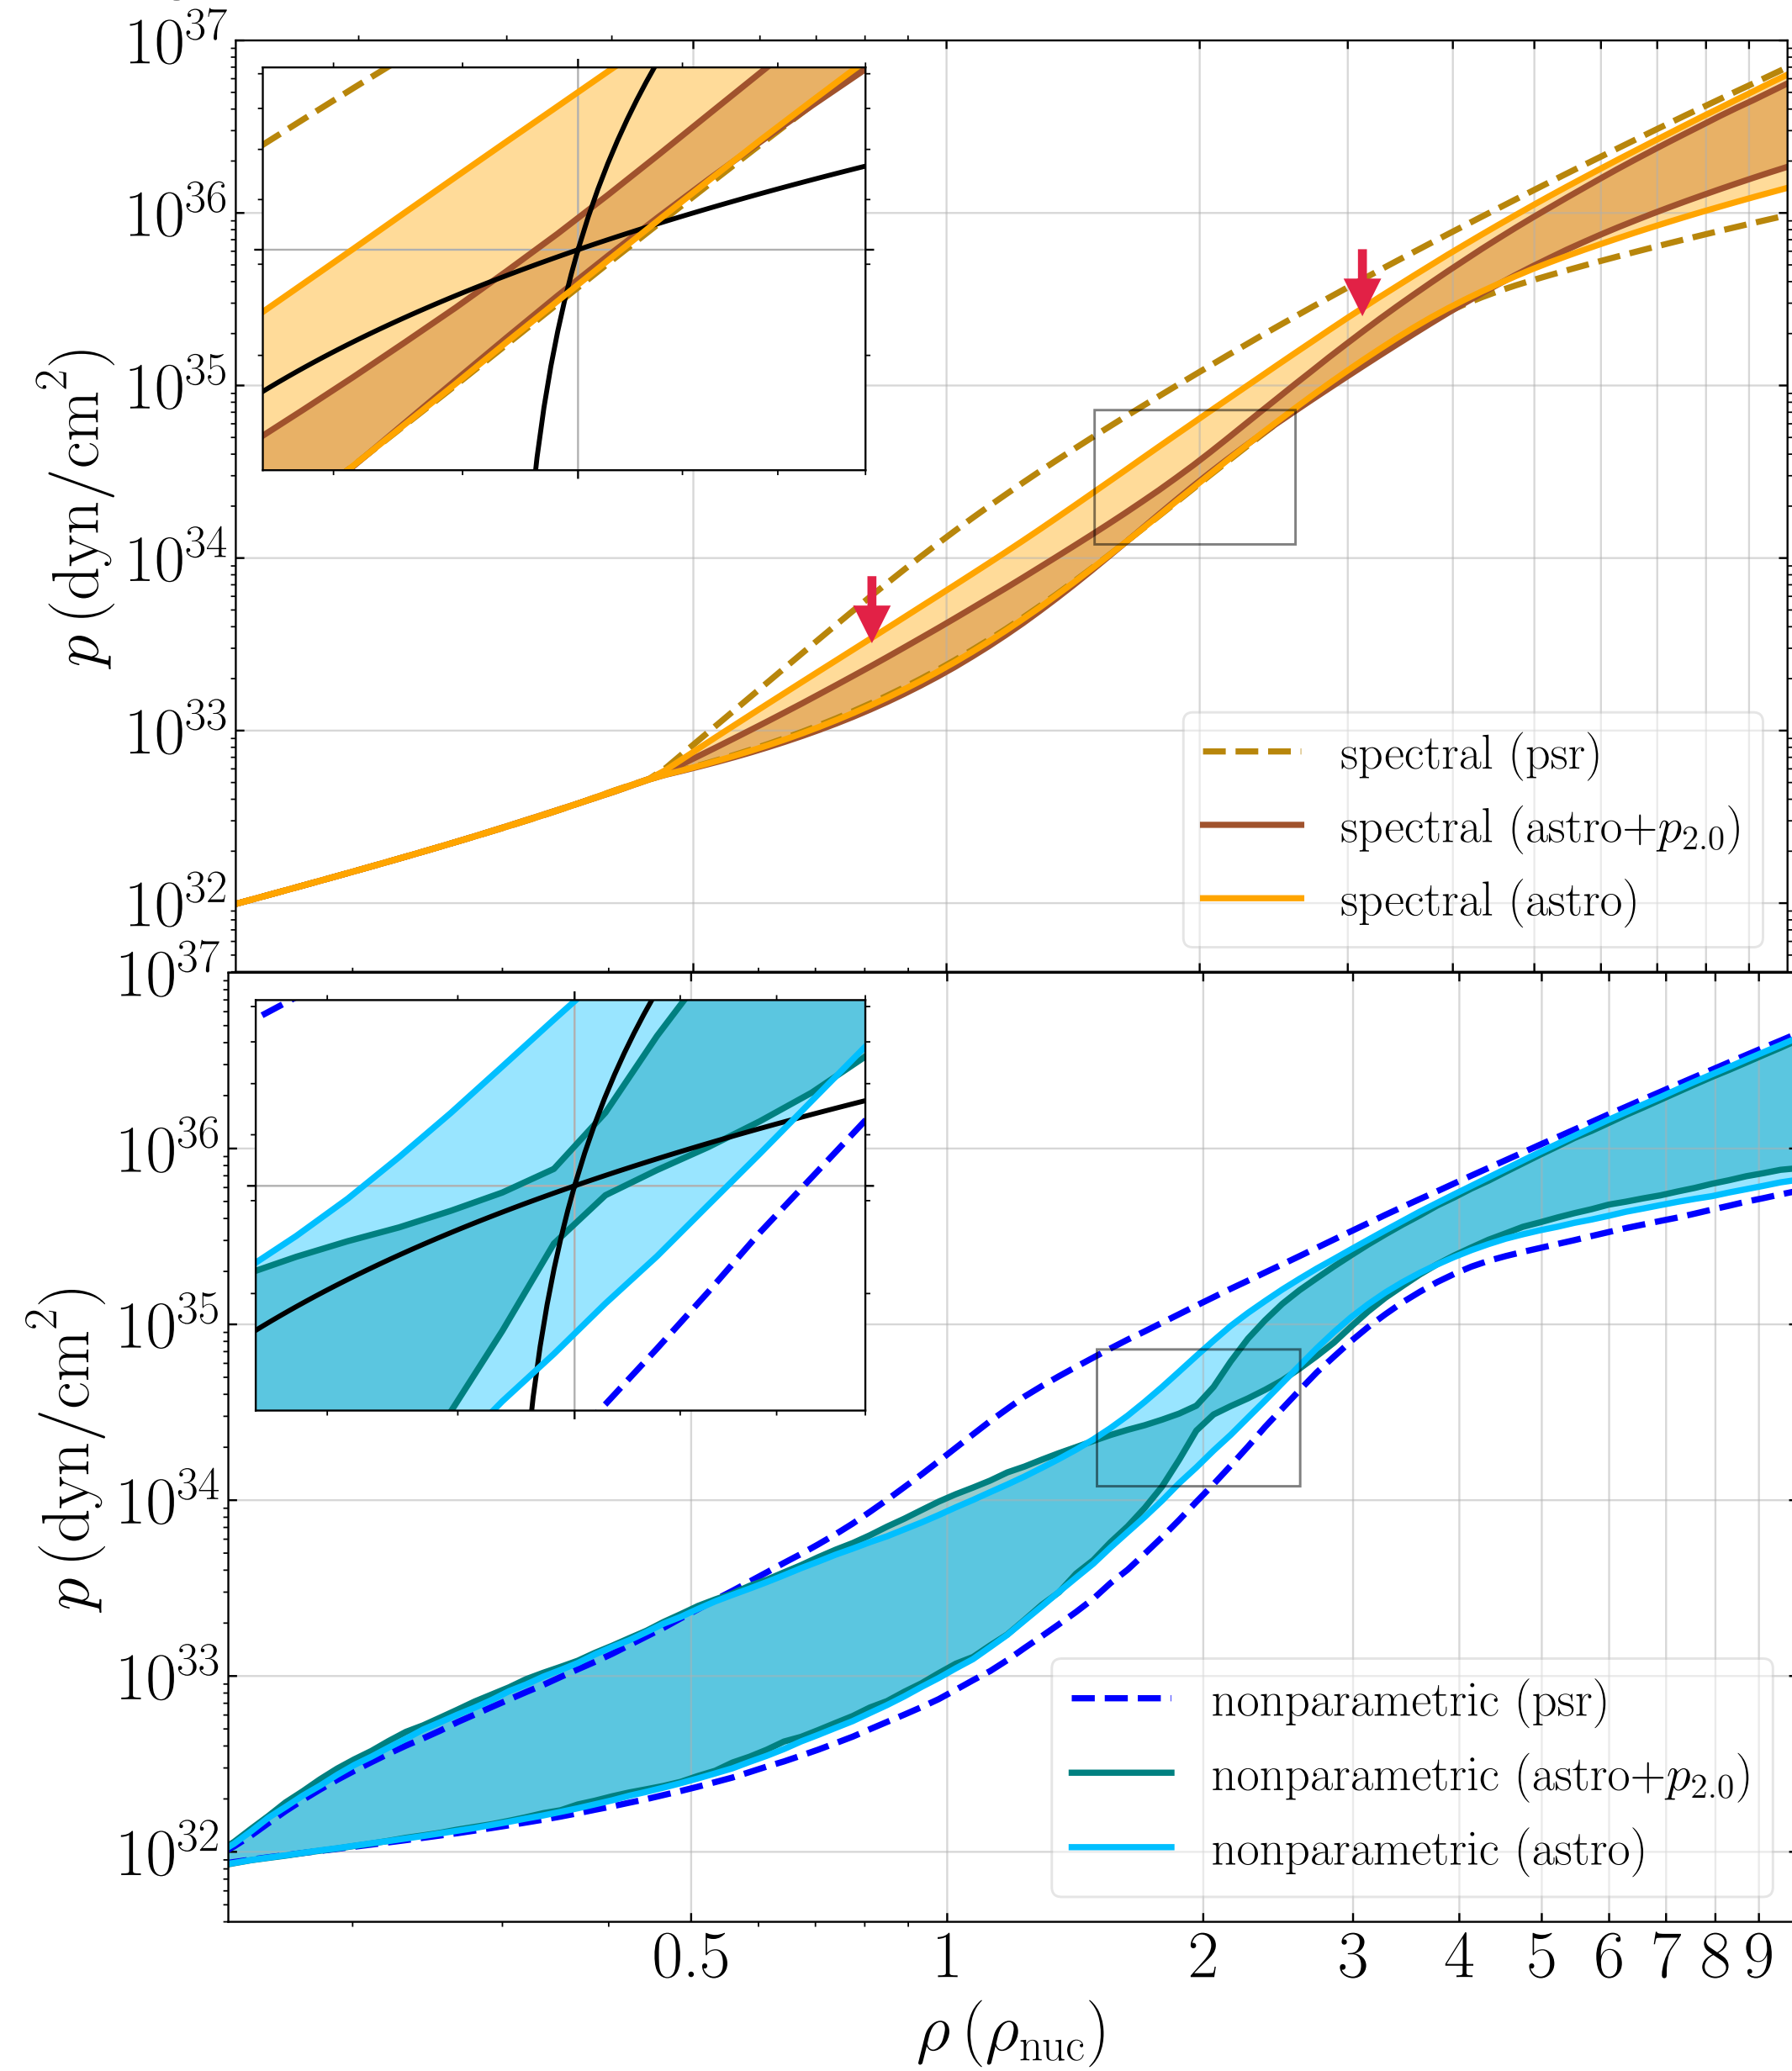 10^37
10^36
10^35
10^34
10^33
10^32
p (dyn/cm^2)
spectral (psr)
spectral (astro+p_2.0)
spectral (astro)
10^37
10^36
10^35
10^34
10^33
10^32
p (dyn/cm^2)
nonparametric (psr)
nonparametric (astro+p_2.0)
nonparametric (astro)
0.5 1 2 3 4 5 6 7 8 9
ρ (ρ_nuc)